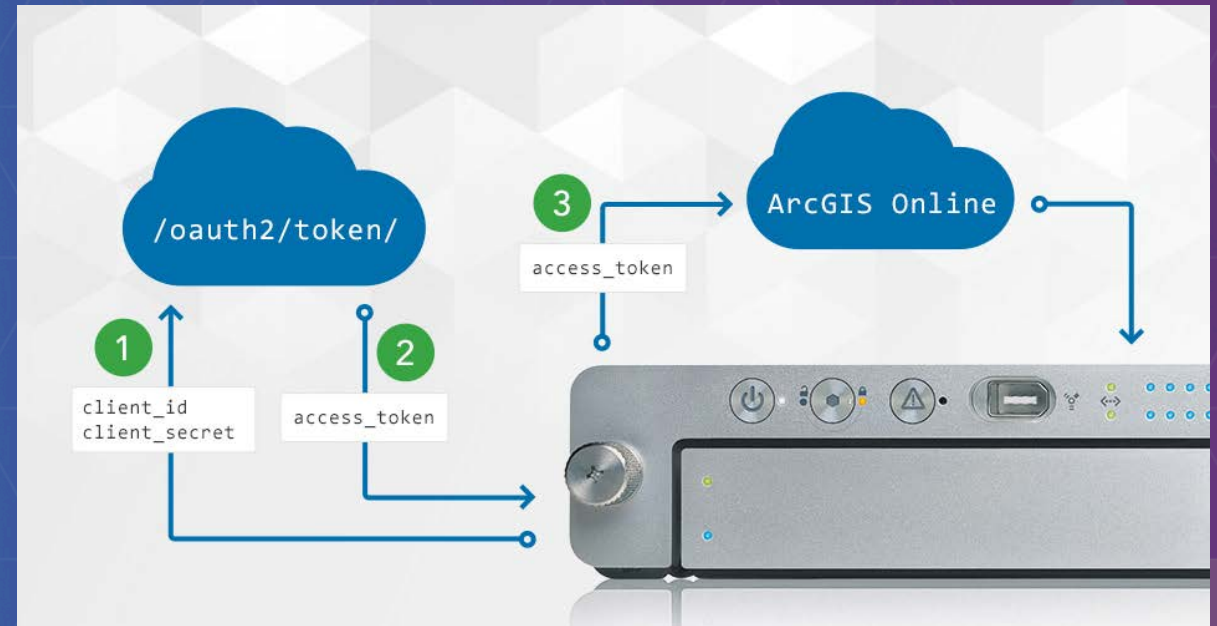 /oauth2/token/
1
client_id
client_secret
2
access_token
3
access_token
ArcGIS Online